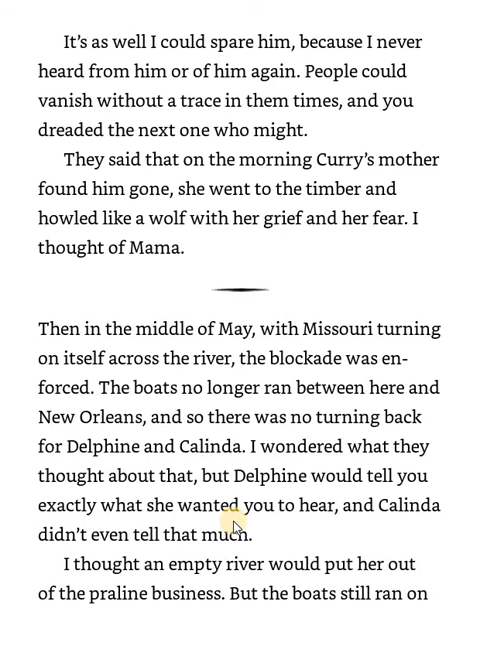 It’s as well I could spare him, because I never
heard from him or of him again. People could
vanish without a trace in them times, and you
dreaded the next one who might.
They said that on the morning Curry’s mother
found him gone, she went to the timber and
howled like a wolf with her grief and her fear. I
thought of Mama.
Then in the middle of May, with Missouri turning
on itself across the river, the blockade was en-
forced. The boats no longer ran between here and
New Orleans, and so there was no turning back
for Delphine and Calinda. I wondered what they
thought about that, but Delphine would tell you
exactly what she wanted you to hear, and Calinda
didn’t even tell that much.
I thought an empty river would put her out
of the praline business. But the boats still ran on